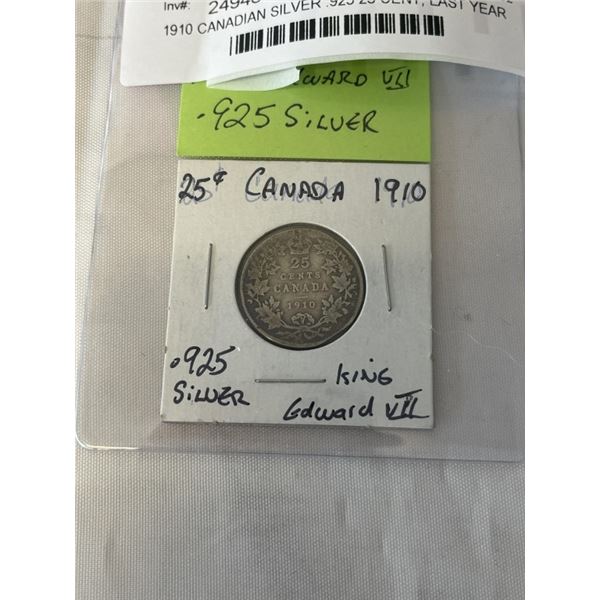 Inv#:
1910 CANADIAN SILVER .925 25 CENT, LAST YEAR
VII
.925 SILVER
25¢ CANADA 1910
25
CENTS
CANADA
1910
.925
SILVER
KING
Edward VII